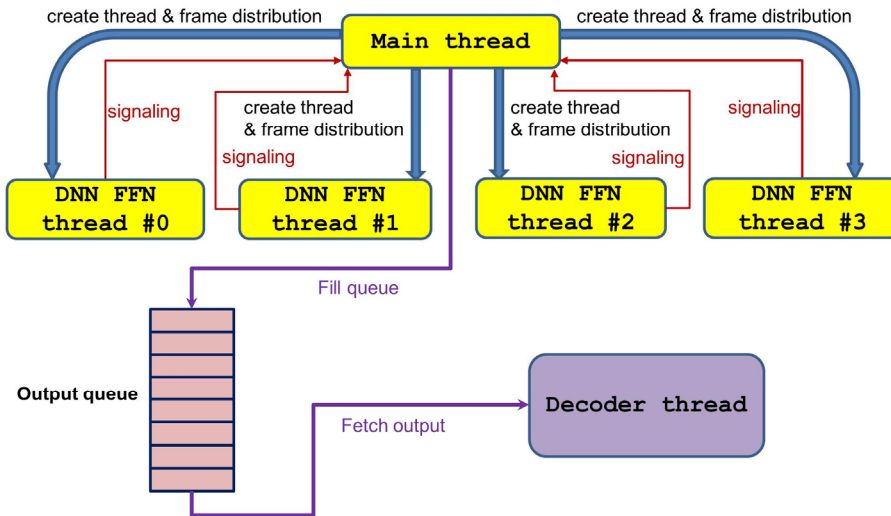 create thread & frame distribution
create thread & frame distribution
Main thread
signaling
create thread
& frame distribution
create thread
& frame distribution
signaling
signaling
signaling
DNN FFN
thread #0
DNN FFN
thread #1
DNN FFN
thread #2
DNN FFN
thread #3
Fill queue
Output queue
Decoder thread
Fetch output